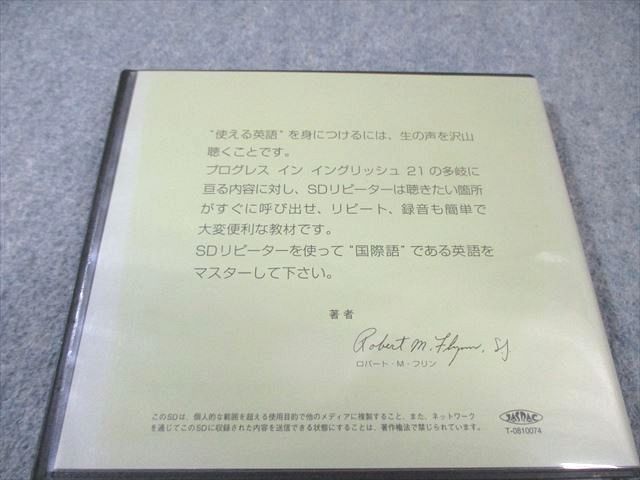 “使える英語”を身につけるには、生の声を沢山
聴くことです。
プログレス イン イングリッシュ 21 の多岐に
亘る内容に対し、SDリピーターは聴きたい箇所
がすぐに呼び出せ、リピート、録音も簡単で
大変便利な教材です。
SDリピーターを使って“国際語”である英語を
マスターして下さい。
著者
Robert M. Flynn, SJ
ロバート・M・フリン
このSDは、個人的な範囲を超える使用目的で他のメディアに複製すること、また、ネットワーク
を通じてこのSDに収録された内容を送信できる状態にすることは、著作権法で禁じられています。
JASRAC
T-0810074